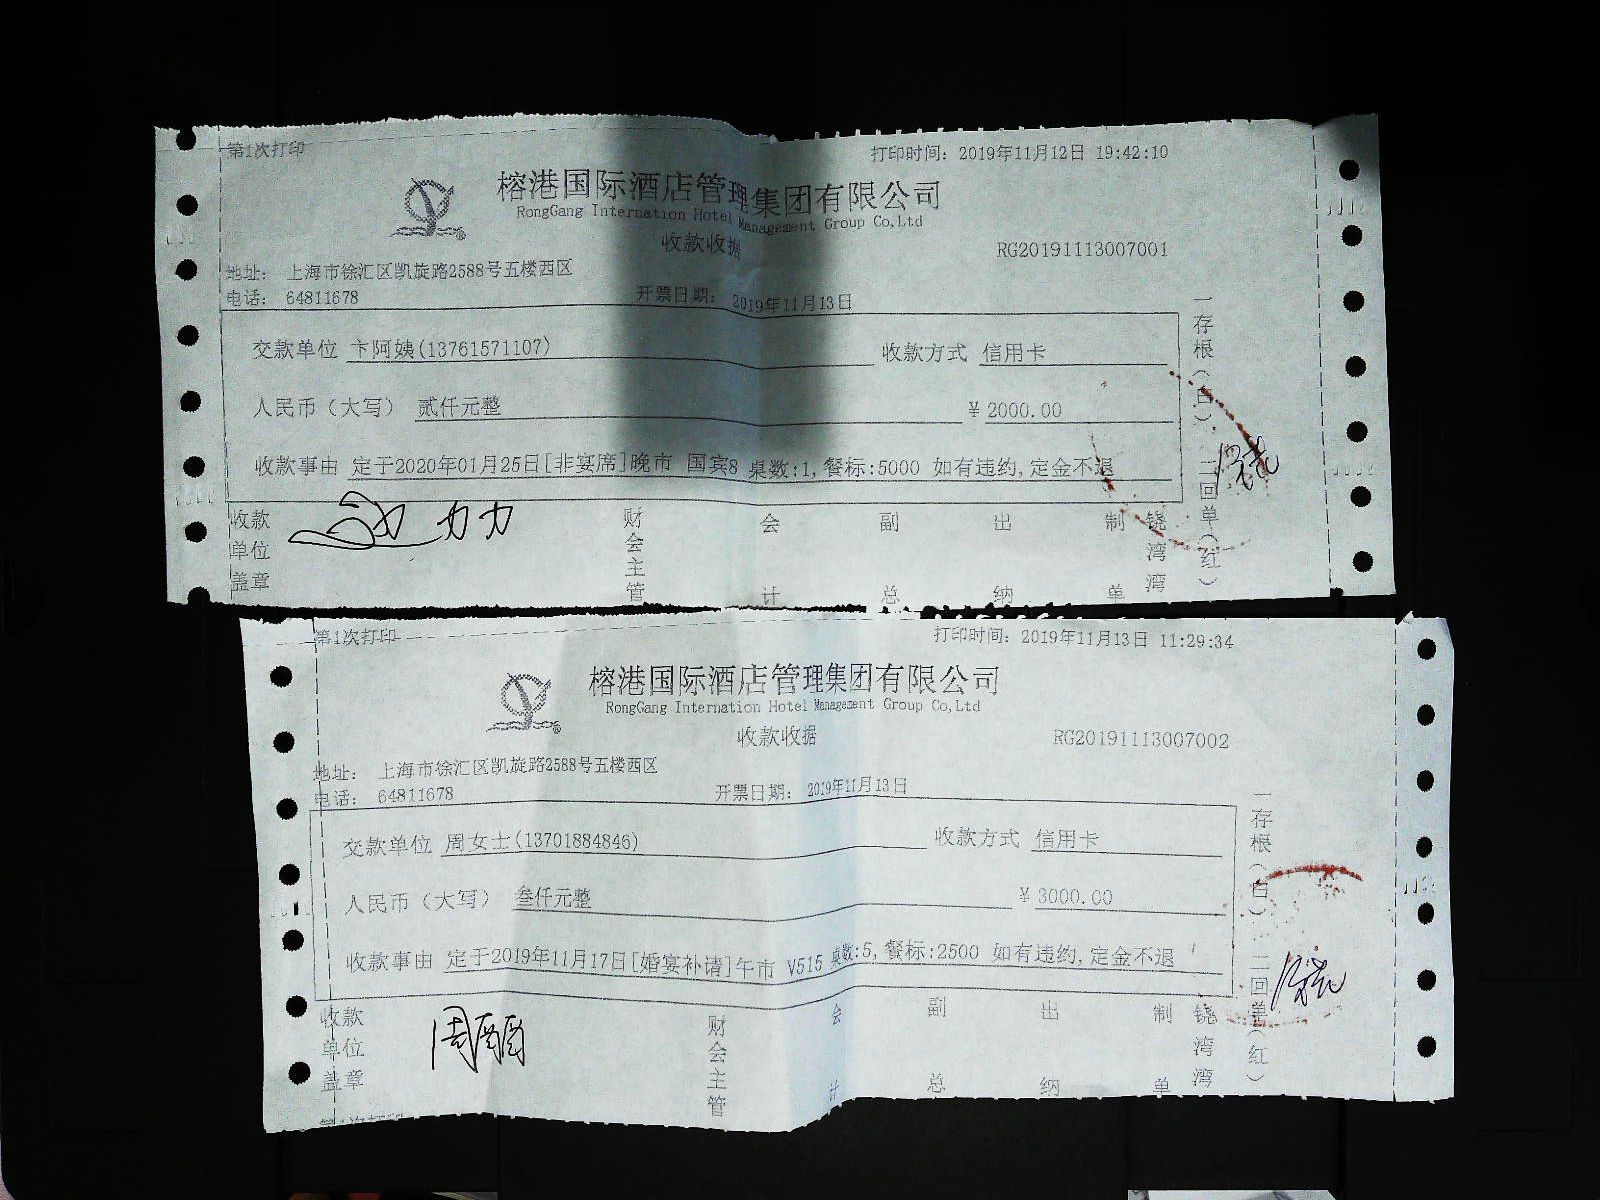 第1次打印
打印时间：2019年11月12日 19:42:10
榕港国际酒店管理集团有限公司
RongGang Internation Hotel Management Group Co,Ltd
收款收据
RG20191113007001
地址：上海市徐汇区凯旋路2588号五楼西区
电话：64811678
开票日期：2019年11月13日
交款单位 卞阿姨(13761571107) 收款方式 信用卡
人民币（大写） 贰仟元整 ¥ 2000.00
收款事由 定于2020年01月25日[非宴席]晚市 国宾8 桌数:1,餐标:5000 如有违约,定金不退
一存根（白） 二回单（红）
收款单位盖章 财会主管 会计 副总 出纳 制单 铙湾湾
力力
第1次打印
打印时间：2019年11月13日 11:29:34
榕港国际酒店管理集团有限公司
RongGang Internation Hotel Management Group Co,Ltd
收款收据
RG20191113007002
地址：上海市徐汇区凯旋路2588号五楼西区
电话：64811678
开票日期：2019年11月13日
交款单位 周女士(13701884846) 收款方式 信用卡
人民币（大写） 叁仟元整 ¥ 3000.00
收款事由 定于2019年11月17日[婚宴补请]午市 V515 桌数:5,餐标:2500 如有违约,定金不退
一存根（白） 二回单（红）
收款单位盖章 财会主管 会计 副总 出纳 制单 铙湾湾
周
第1次打印